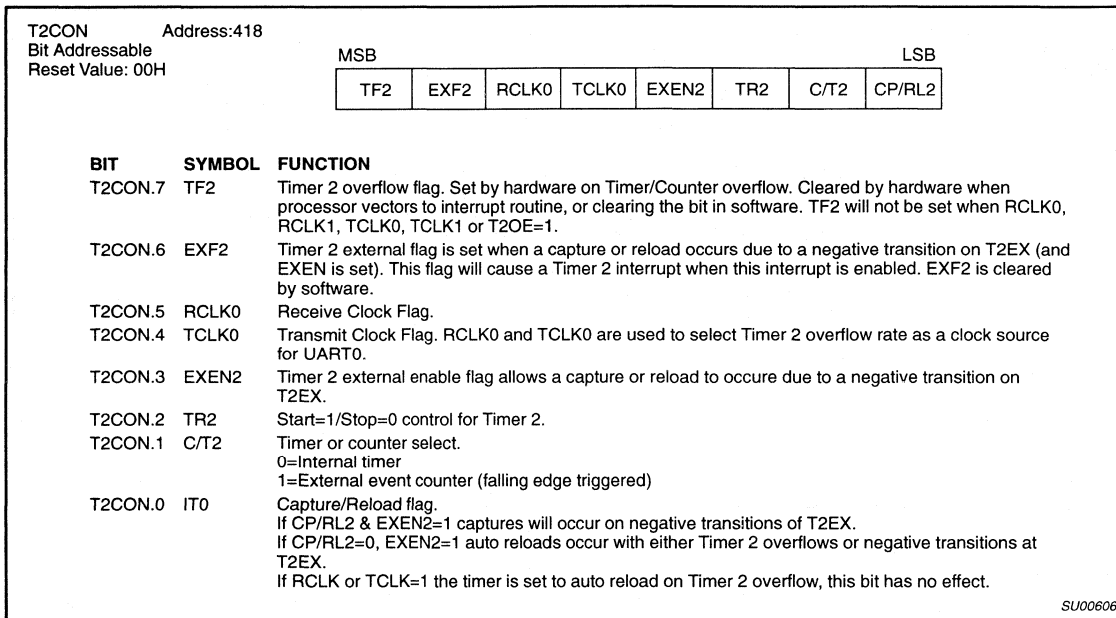 T2CON Address:418
Bit Addressable
Reset Value: 00H
MSB LSB
TF2 EXF2 RCLK0 TCLK0 EXEN2 TR2 C/T2 CP/RL2
BIT SYMBOL FUNCTION
T2CON.7 TF2 Timer 2 overflow flag. Set by hardware on Timer/Counter overflow. Cleared by hardware when
processor vectors to interrupt routine, or clearing the bit in software. TF2 will not be set when RCLK0,
RCLK1, TCLK0, TCLK1 or T2OE=1.
T2CON.6 EXF2 Timer 2 external flag is set when a capture or reload occurs due to a negative transition on T2EX (and
EXEN is set). This flag will cause a Timer 2 interrupt when this interrupt is enabled. EXF2 is cleared
by software.
T2CON.5 RCLK0 Receive Clock Flag.
T2CON.4 TCLK0 Transmit Clock Flag. RCLK0 and TCLK0 are used to select Timer 2 overflow rate as a clock source
for UART0.
T2CON.3 EXEN2 Timer 2 external enable flag allows a capture or reload to occure due to a negative transition on
T2EX.
T2CON.2 TR2 Start=1/Stop=0 control for Timer 2.
T2CON.1 C/T2 Timer or counter select.
0=Internal timer
1=External event counter (falling edge triggered)
T2CON.0 IT0 Capture/Reload flag.
If CP/RL2 & EXEN2=1 captures will occur on negative transitions of T2EX.
If CP/RL2=0, EXEN2=1 auto reloads occur with either Timer 2 overflows or negative transitions at
T2EX.
If RCLK or TCLK=1 the timer is set to auto reload on Timer 2 overflow, this bit has no effect.
SU00606